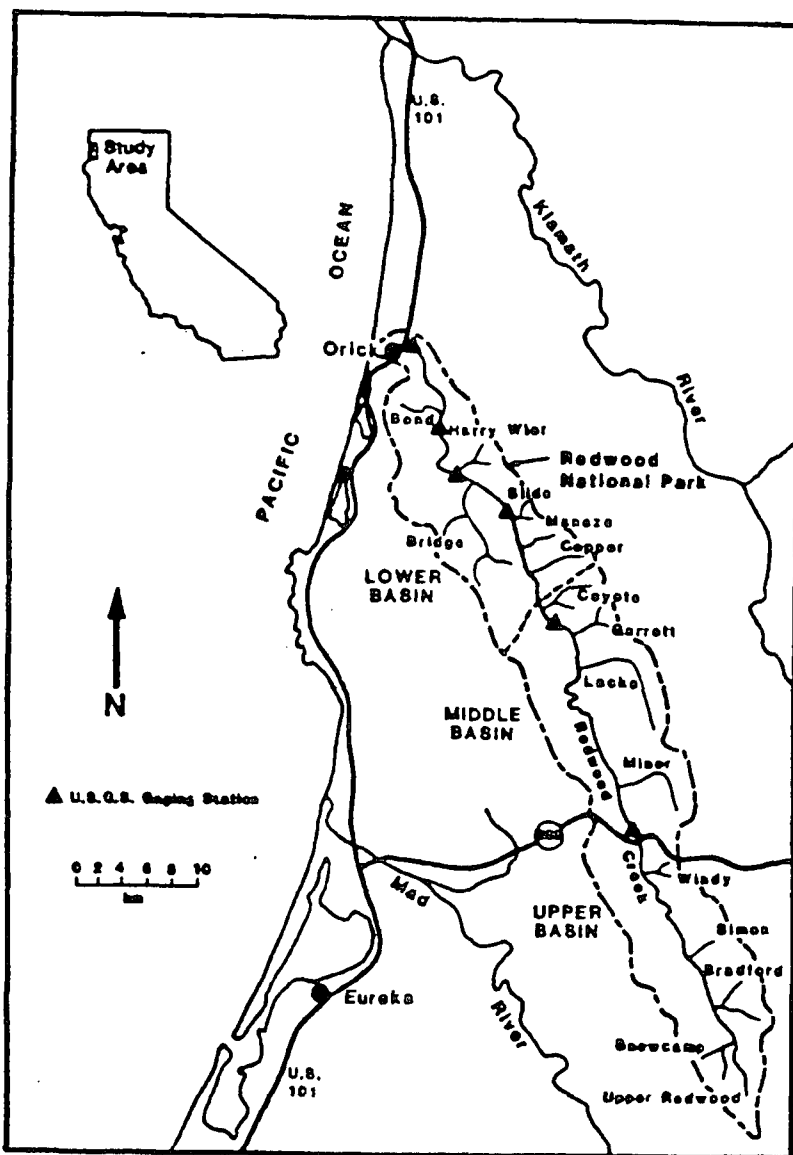 U.S.
101
Study
Area
Klamath
River
OCEAN
PACIFIC
Orick
Bond
Harry Wier
Redwood
National Park
Slide
Bridge
Copper
LOWER
BASIN
Coyote
Garrett
N
Lacks
MIDDLE
BASIN
Redwood
Creek
Minor
U.S.G.S. Gaging Station
0 2 4 6 8 10
km
Mad
River
Windy
UPPER
BASIN
Simon
Bradford
Eureka
Snowcamp
U.S.
101
Upper Redwood